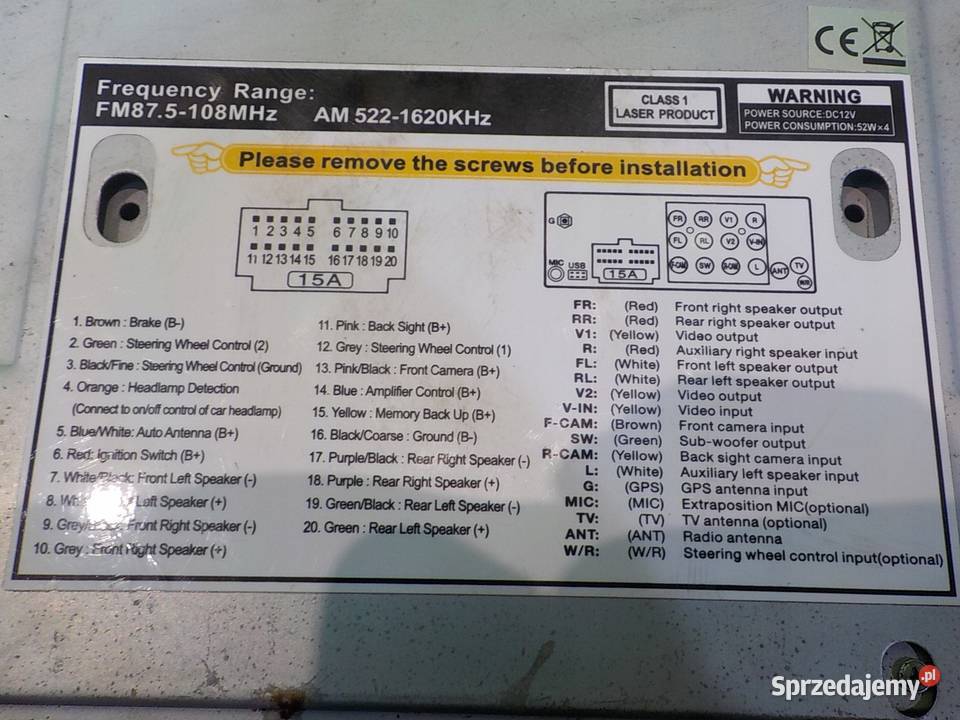 CE
Frequency Range:
FM87.5-108MHz AM 522-1620KHz
CLASS 1
LASER PRODUCT
WARNING
POWER SOURCE:DC12V
POWER CONSUMPTION:52W×4
Please remove the screws before installation
1 2 3 4 5 6 7 8 9 10
11 12 13 14 15 16 17 18 19 20
15A
G FR RR V1 R
FL RL V2 V-IN
MIC USB F-CAM SW R-CAM L ANT TV
15A W/R
1. Brown : Brake (B-)
2. Green : Steering Wheel Control (2)
3. Black/Fine : Steering Wheel Control (Ground)
4. Orange : Headlamp Detection
(Connect to on/off control of car headlamp)
5. Blue/White: Auto Antenna (B+)
6. Red: Ignition Switch (B+)
7. White/Black: Front Left Speaker (-)
8. Left Speaker (+)
9. Grey/Black: Front Right Speaker (-)
10. Grey : Front Right Speaker (+)
11. Pink : Back Sight (B+)
12. Grey : Steering Wheel Control (1)
13. Pink/Black : Front Camera (B+)
14. Blue : Amplifier Control (B+)
15. Yellow : Memory Back Up (B+)
16. Black/Coarse : Ground (B-)
17. Purple/Black : Rear Right Speaker (-)
18. Purple : Rear Right Speaker (+)
19. Green/Black : Rear Left Speaker (-)
20. Green : Rear Left Speaker (+)
FR: (Red) Front right speaker output
RR: (Red) Rear right speaker output
V1: (Yellow) Video output
R: (Red) Auxiliary right speaker input
FL: (White) Front left speaker output
RL: (White) Rear left speaker output
V2: (Yellow) Video output
V-IN: (Yellow) Video input
F-CAM: (Brown) Front camera input
SW: (Green) Sub-woofer output
R-CAM: (Yellow) Back sight camera input
L: (White) Auxiliary left speaker input
G: (GPS) GPS antenna input
MIC: (MIC) Extraposition MIC(optional)
TV: (TV) TV antenna (optional)
ANT: (ANT) Radio antenna
W/R: (W/R) Steering wheel control input(optional)
Sprzedajemy.pl